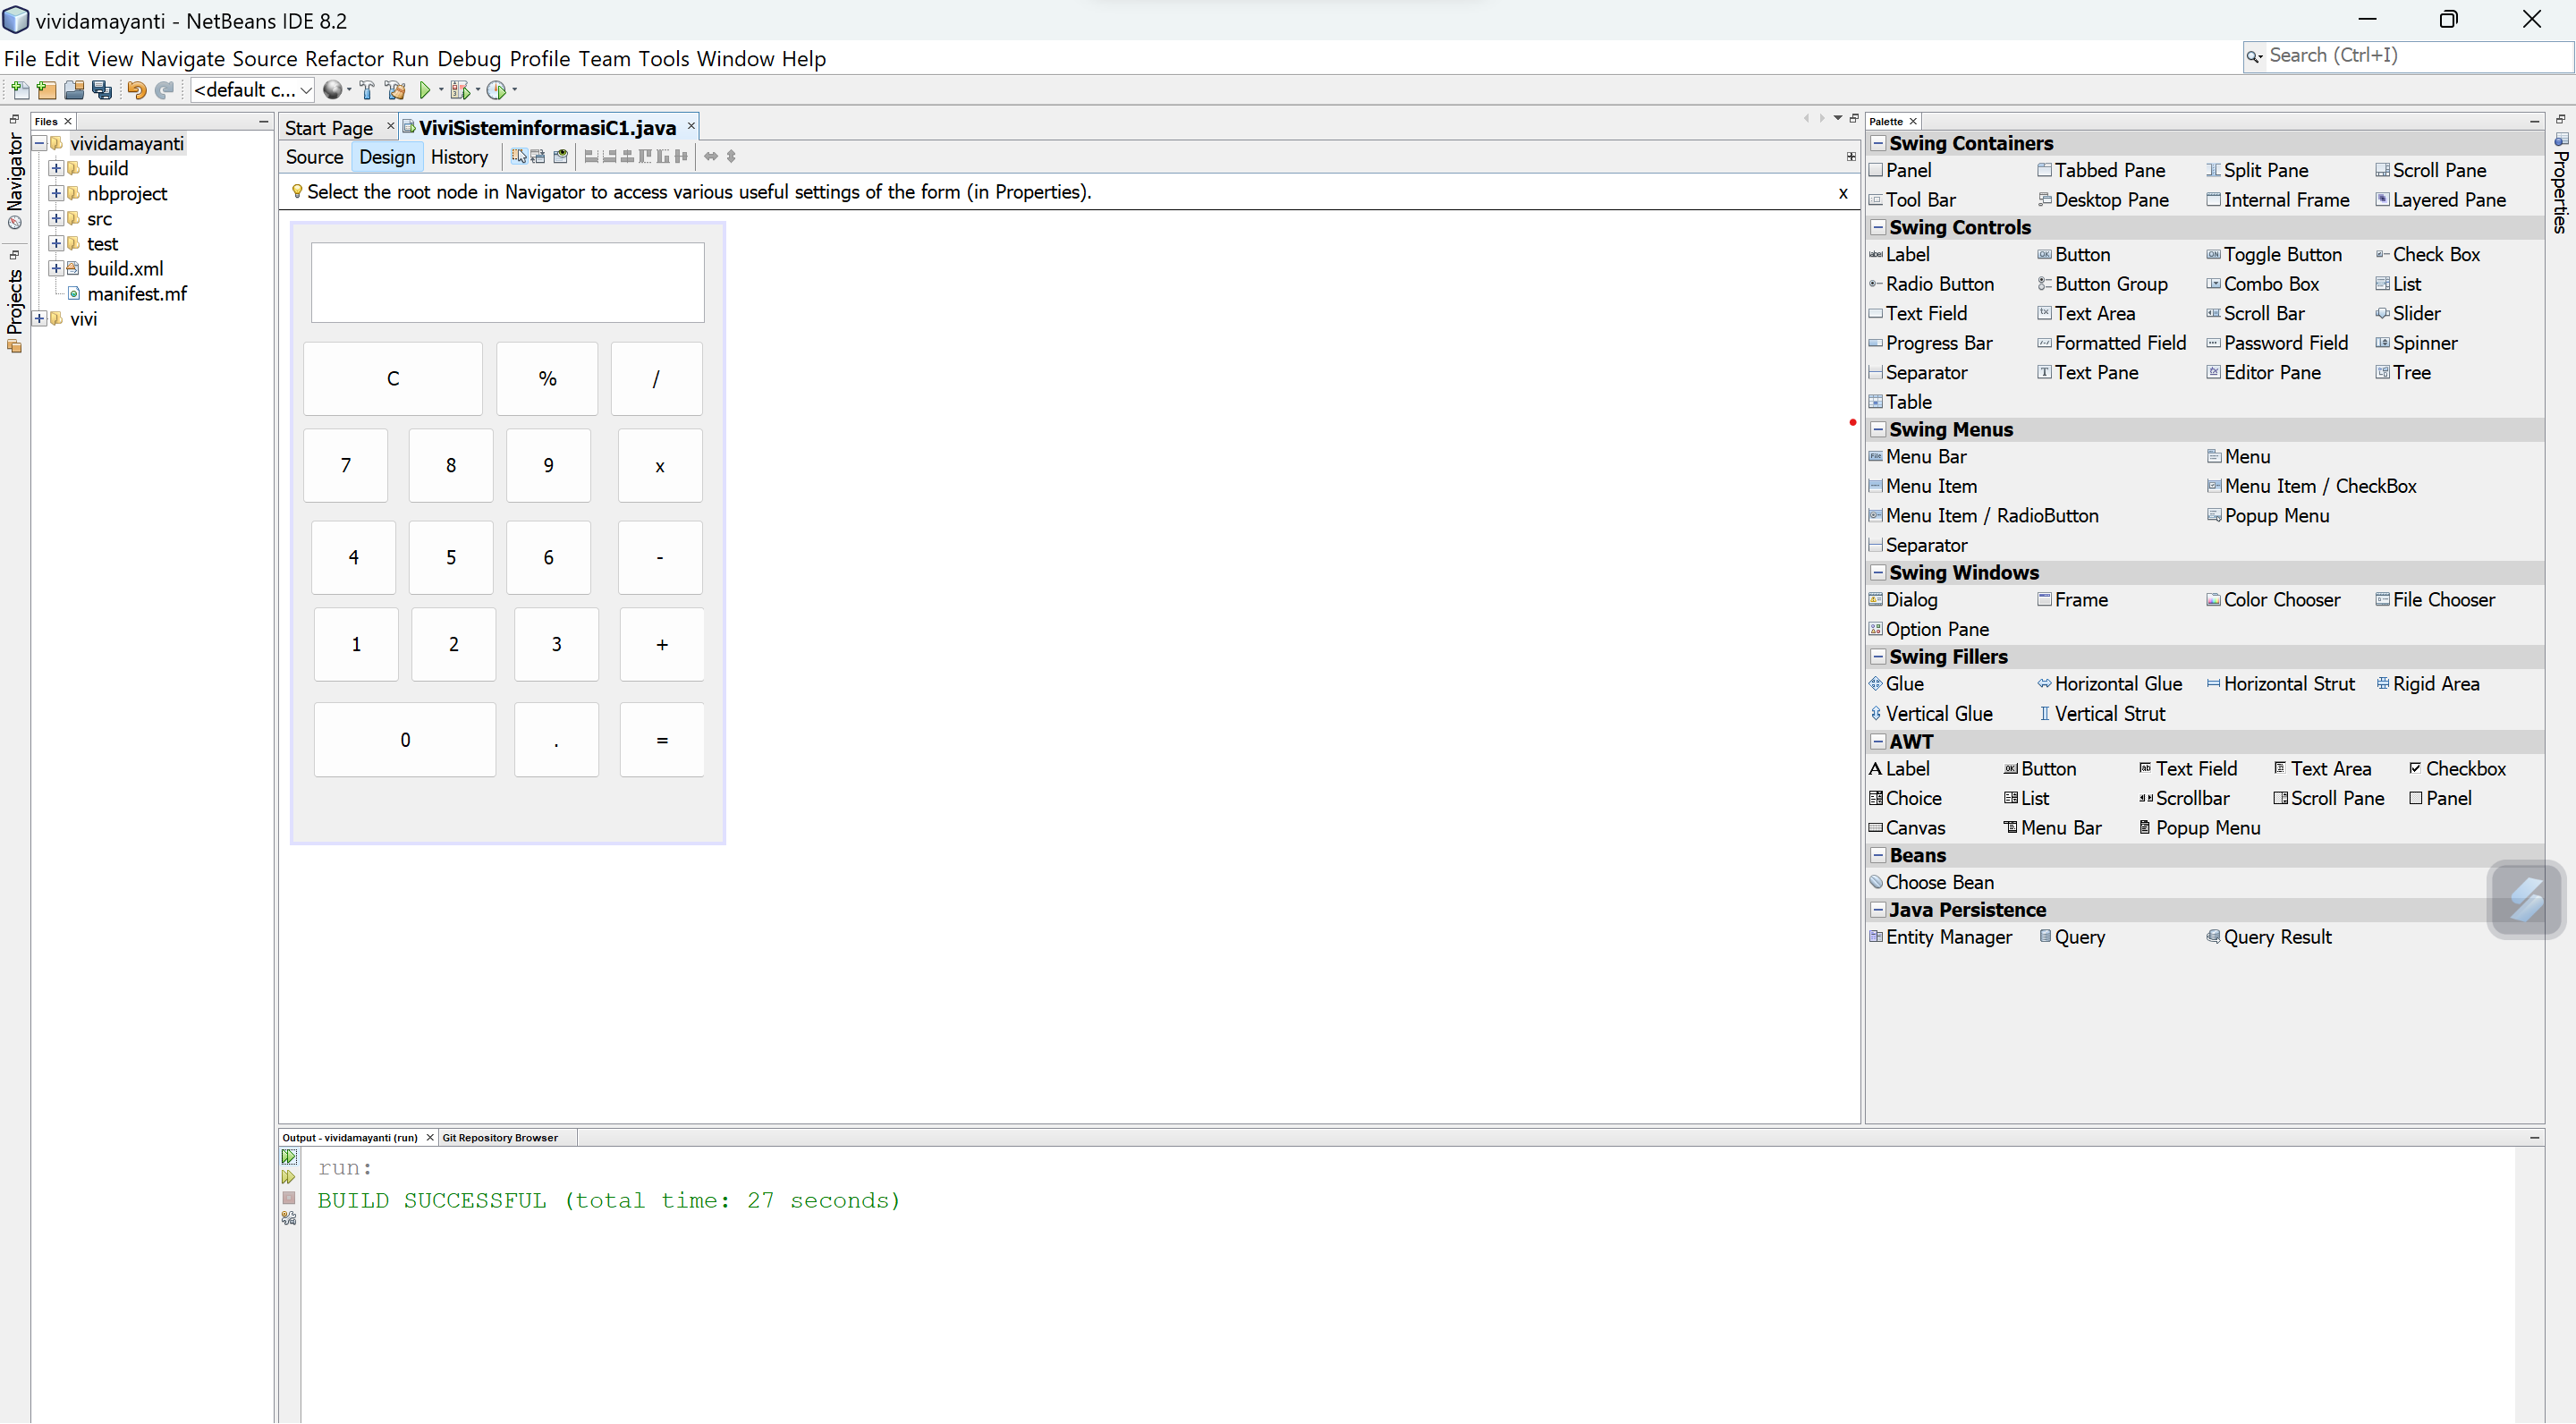 vividamayanti - NetBeans IDE 8.2
File Edit View Navigate Source Refactor Run Debug Profile Team Tools Window Help
Search (Ctrl+I)
<default c...
Navigator
Projects
Files
vividamayanti
build
nbproject
src
test
build.xml
manifest.mf
vivi
Start Page
ViviSisteminformasiC1.java
Source Design History
Select the root node in Navigator to access various useful settings of the form (in Properties).
x
C % /
7 8 9 x
4 5 6 -
1 2 3 +
0 . =
Palette
Swing Containers
Panel Tabbed Pane Split Pane Scroll Pane
Tool Bar Desktop Pane Internal Frame Layered Pane
Swing Controls
Label Button Toggle Button Check Box
Radio Button Button Group Combo Box List
Text Field Text Area Scroll Bar Slider
Progress Bar Formatted Field Password Field Spinner
Separator Text Pane Editor Pane Tree
Table
Swing Menus
Menu Bar Menu
Menu Item Menu Item / CheckBox
Menu Item / RadioButton Popup Menu
Separator
Swing Windows
Dialog Frame Color Chooser File Chooser
Option Pane
Swing Fillers
Glue Horizontal Glue Horizontal Strut Rigid Area
Vertical Glue Vertical Strut
AWT
Label Button Text Field Text Area Checkbox
Choice List Scrollbar Scroll Pane Panel
Canvas Menu Bar Popup Menu
Beans
Choose Bean
Java Persistence
Entity Manager Query Query Result
Properties
Output - vividamayanti (run)
Git Repository Browser
run:
BUILD SUCCESSFUL (total time: 27 seconds)